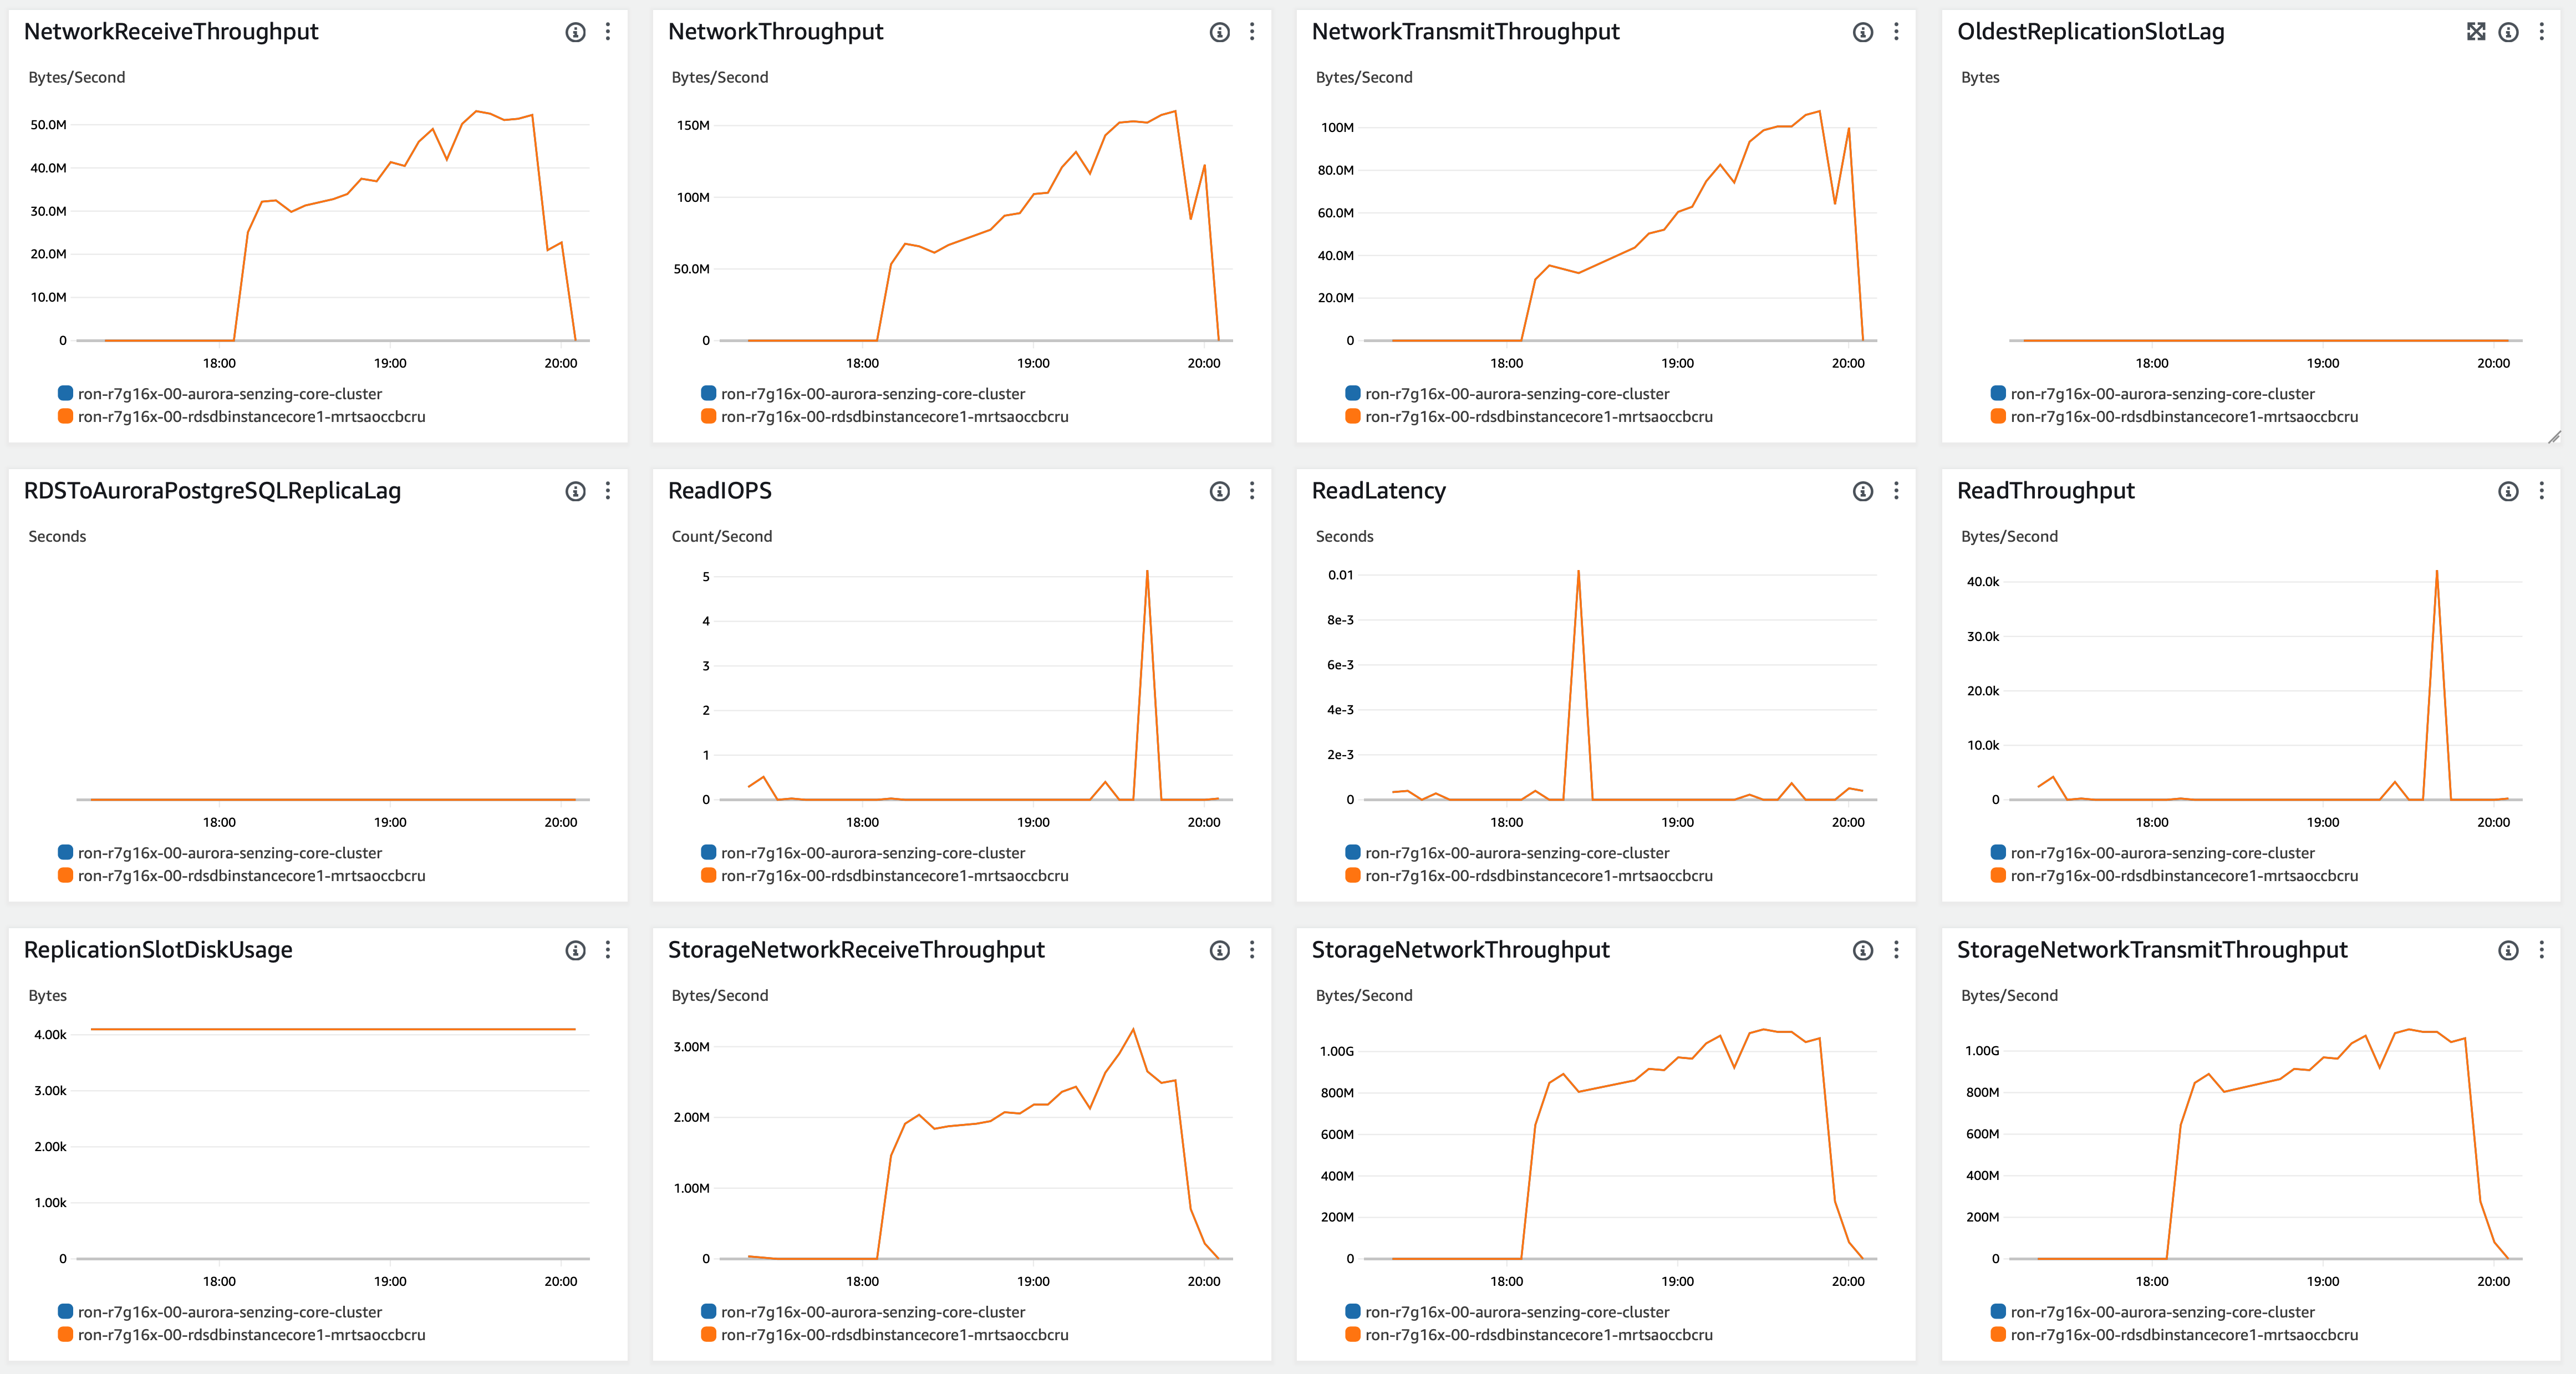 NetworkReceiveThroughput
Bytes/Second
50.0M
40.0M
30.0M
20.0M
10.0M
0
18:00 19:00 20:00
ron-r7g16x-00-aurora-senzing-core-cluster
ron-r7g16x-00-rdsdbinstancecore1-mrtsaoccbcru
NetworkThroughput
Bytes/Second
150M
100M
50.0M
0
18:00 19:00 20:00
ron-r7g16x-00-aurora-senzing-core-cluster
ron-r7g16x-00-rdsdbinstancecore1-mrtsaoccbcru
NetworkTransmitThroughput
Bytes/Second
100M
80.0M
60.0M
40.0M
20.0M
0
18:00 19:00 20:00
ron-r7g16x-00-aurora-senzing-core-cluster
ron-r7g16x-00-rdsdbinstancecore1-mrtsaoccbcru
OldestReplicationSlotLag
Bytes
18:00 19:00 20:00
ron-r7g16x-00-aurora-senzing-core-cluster
ron-r7g16x-00-rdsdbinstancecore1-mrtsaoccbcru
RDSToAuroraPostgreSQLReplicaLag
Seconds
18:00 19:00 20:00
ron-r7g16x-00-aurora-senzing-core-cluster
ron-r7g16x-00-rdsdbinstancecore1-mrtsaoccbcru
ReadIOPS
Count/Second
5
4
3
2
1
0
18:00 19:00 20:00
ron-r7g16x-00-aurora-senzing-core-cluster
ron-r7g16x-00-rdsdbinstancecore1-mrtsaoccbcru
ReadLatency
Seconds
0.01
8e-3
6e-3
4e-3
2e-3
0
18:00 19:00 20:00
ron-r7g16x-00-aurora-senzing-core-cluster
ron-r7g16x-00-rdsdbinstancecore1-mrtsaoccbcru
ReadThroughput
Bytes/Second
40.0k
30.0k
20.0k
10.0k
0
18:00 19:00 20:00
ron-r7g16x-00-aurora-senzing-core-cluster
ron-r7g16x-00-rdsdbinstancecore1-mrtsaoccbcru
ReplicationSlotDiskUsage
Bytes
4.00k
3.00k
2.00k
1.00k
0
18:00 19:00 20:00
ron-r7g16x-00-aurora-senzing-core-cluster
ron-r7g16x-00-rdsdbinstancecore1-mrtsaoccbcru
StorageNetworkReceiveThroughput
Bytes/Second
3.00M
2.00M
1.00M
0
18:00 19:00 20:00
ron-r7g16x-00-aurora-senzing-core-cluster
ron-r7g16x-00-rdsdbinstancecore1-mrtsaoccbcru
StorageNetworkThroughput
Bytes/Second
1.00G
800M
600M
400M
200M
0
18:00 19:00 20:00
ron-r7g16x-00-aurora-senzing-core-cluster
ron-r7g16x-00-rdsdbinstancecore1-mrtsaoccbcru
StorageNetworkTransmitThroughput
Bytes/Second
1.00G
800M
600M
400M
200M
0
18:00 19:00 20:00
ron-r7g16x-00-aurora-senzing-core-cluster
ron-r7g16x-00-rdsdbinstancecore1-mrtsaoccbcru